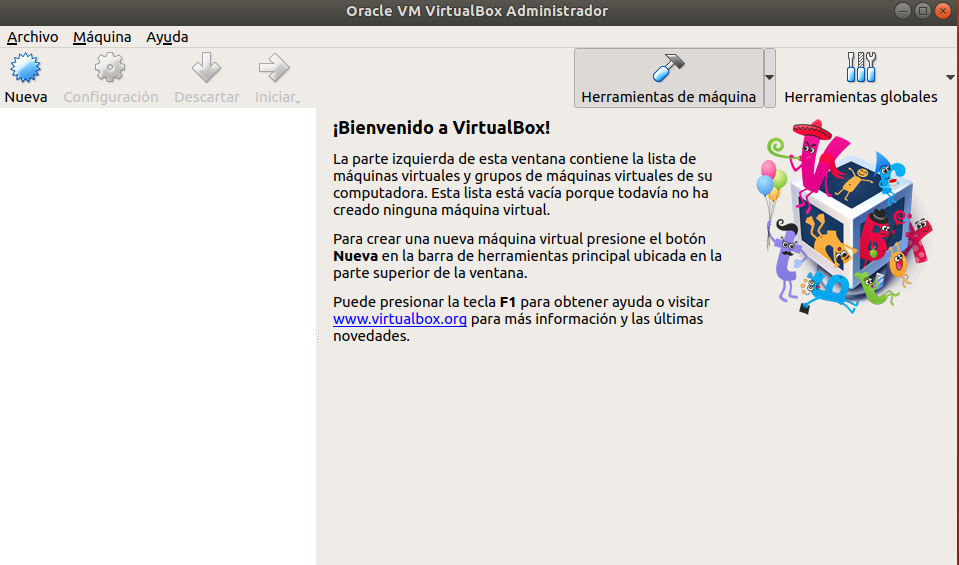 Oracle VM VirtualBox Administrador
Archivo Máquina Ayuda
Nueva Configuración Descartar Iniciar Herramientas de máquina Herramientas globales
¡Bienvenido a VirtualBox!
La parte izquierda de esta ventana contiene la lista de
máquinas virtuales y grupos de máquinas virtuales de su
computadora. Esta lista está vacía porque todavía no ha
creado ninguna máquina virtual.
Para crear una nueva máquina virtual presione el botón
Nueva en la barra de herramientas principal ubicada en la
parte superior de la ventana.
Puede presionar la tecla F1 para obtener ayuda o visitar
www.virtualbox.org para más información y las últimas
novedades.